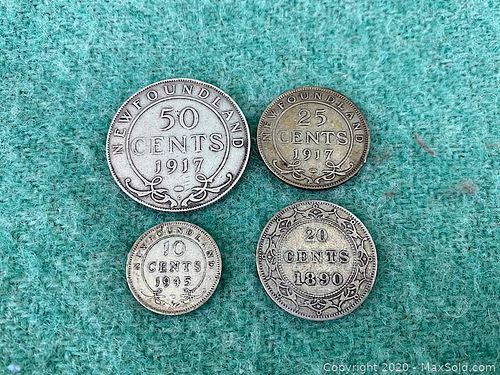 NEWFOUNDLAND
50
CENTS
1917
NEWFOUNDLAND
25
CENTS
1917
NEWFOUNDLAND
10
CENTS
1945
20
CENTS
1890
Copyright 2020 - MaxSold.com